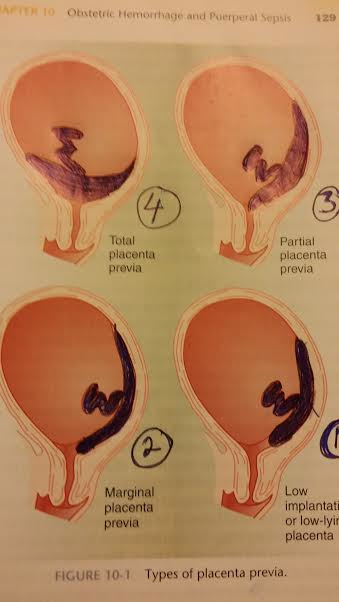 CHAPTER 10 Obstetric Hemorrhage and Puerperal Sepsis 129
4
Total
placenta
previa
3
Partial
placenta
previa
2
Marginal
placenta
previa
1
Low
implantati
or low-lyin
placenta
FIGURE 10-1 Types of placenta previa.